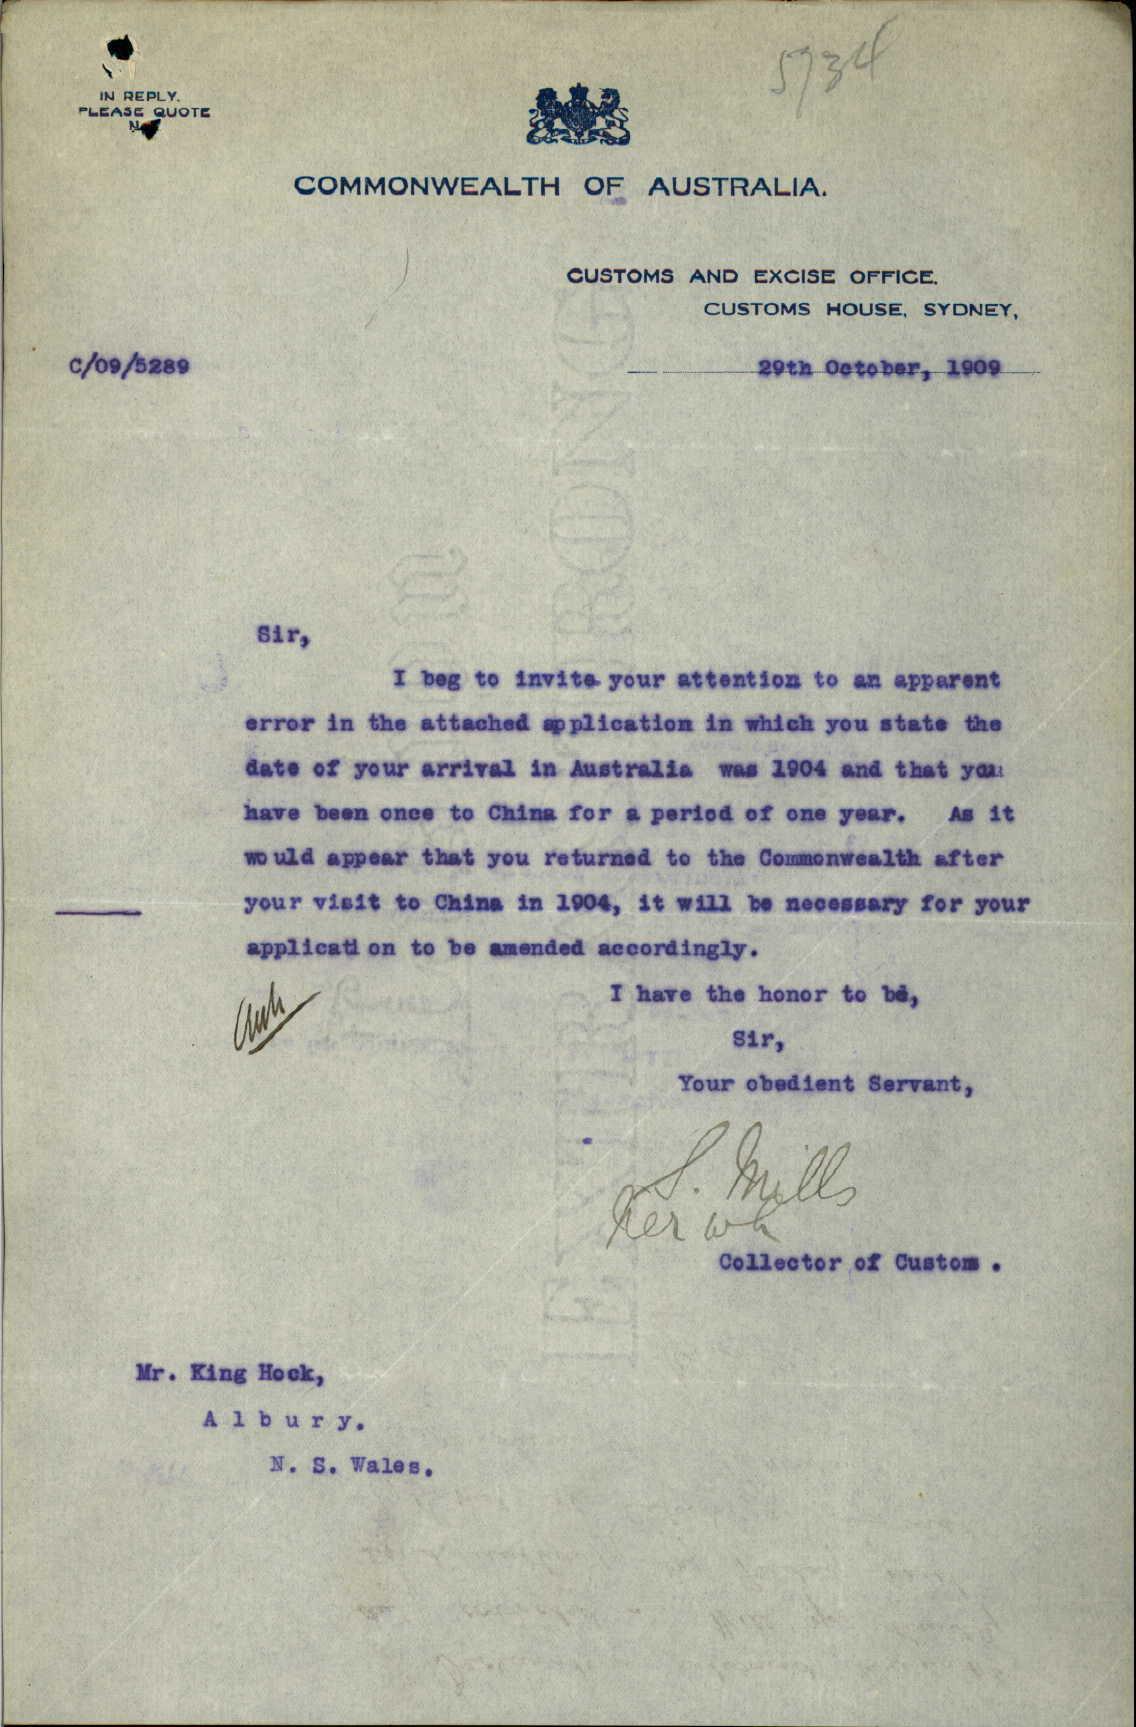 5734
IN REPLY.
PLEASE QUOTE
COMMONWEALTH OF AUSTRALIA.
CUSTOMS AND EXCISE OFFICE.
CUSTOMS HOUSE, SYDNEY,
C/09/5289
29th October, 1909
Sir,
I beg to invite your attention to an apparent
error in the attached application in which you state the
date of your arrival in Australia was 1904 and that you
have been once to China for a period of one year. As it
would appear that you returned to the Commonwealth after
your visit to China in 1904, it will be necessary for your
application to be amended accordingly.
I have the honor to be,
Sir,
Your obedient Servant,
S. Mills
Collector of Custom .
Mr. King Hock,
Albury.
N. S. Wales.